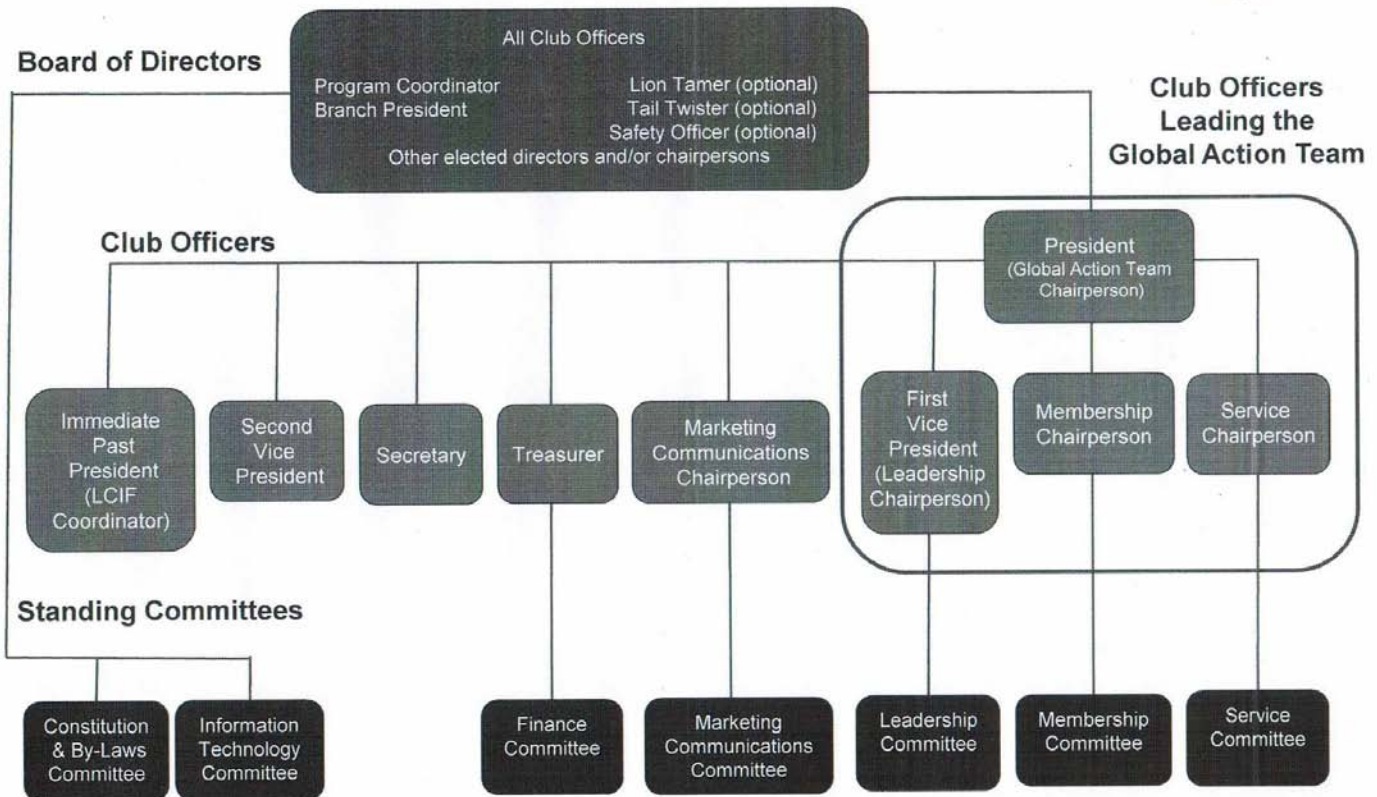 Board of Directors
All Club Officers
Program Coordinator
Branch President
Lion Tamer (optional)
Tail Twister (optional)
Safety Officer (optional)
Other elected directors and/or chairpersons
Club Officers
Leading the
Global Action Team
Club Officers
President
(Global Action Team
Chairperson)
Immediate
Past
President
(LCIF
Coordinator)
Second
Vice
President
Secretary
Treasurer
Marketing
Communications
Chairperson
First
Vice
President
(Leadership
Chairperson)
Membership
Chairperson
Service
Chairperson
Standing Committees
Constitution
& By-Laws
Committee
Information
Technology
Committee
Finance
Committee
Marketing
Communications
Committee
Leadership
Committee
Membership
Committee
Service
Committee